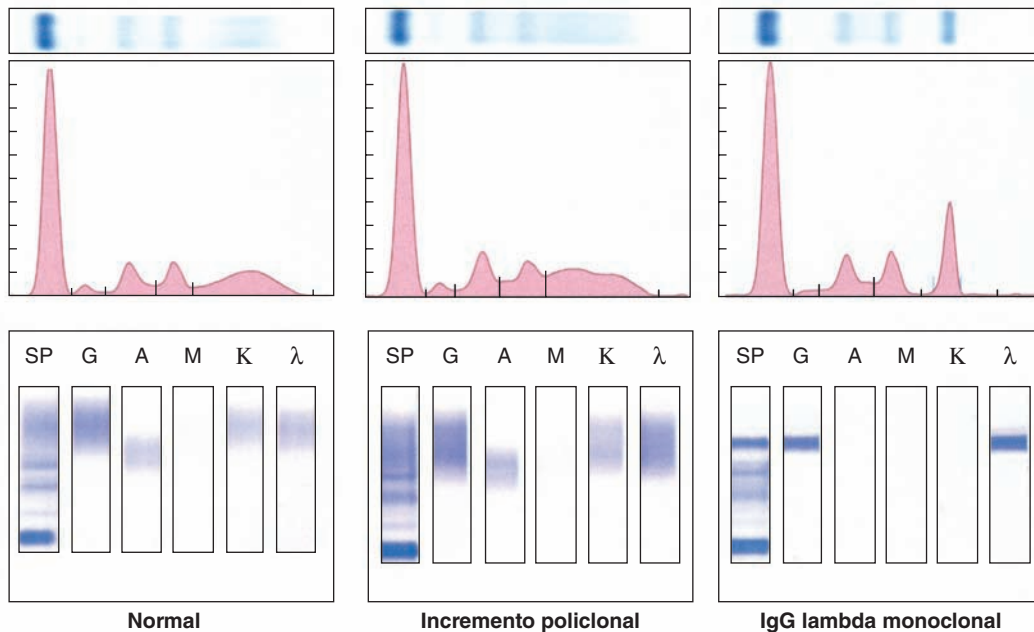 SP G A M K λ
SP G A M K λ
SP G A M K λ
Normal
Incremento policlonal
IgG lambda monoclonal